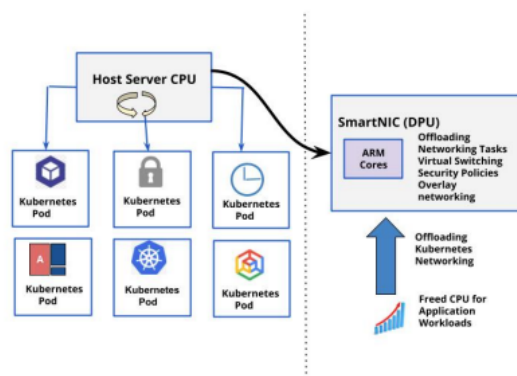 Host Server CPU
Kubernetes
Pod
Kubernetes
Pod
Kubernetes
Pod
A
Kubernetes
Pod
Kubernetes
Pod
Kubernetes
Pod
SmartNIC (DPU)
ARM
Cores
Offloading
Networking Tasks
Virtual Switching
Security Policies
Overlay
networking
Offloading
Kubernetes
Networking
Freed CPU for
Application
Workloads